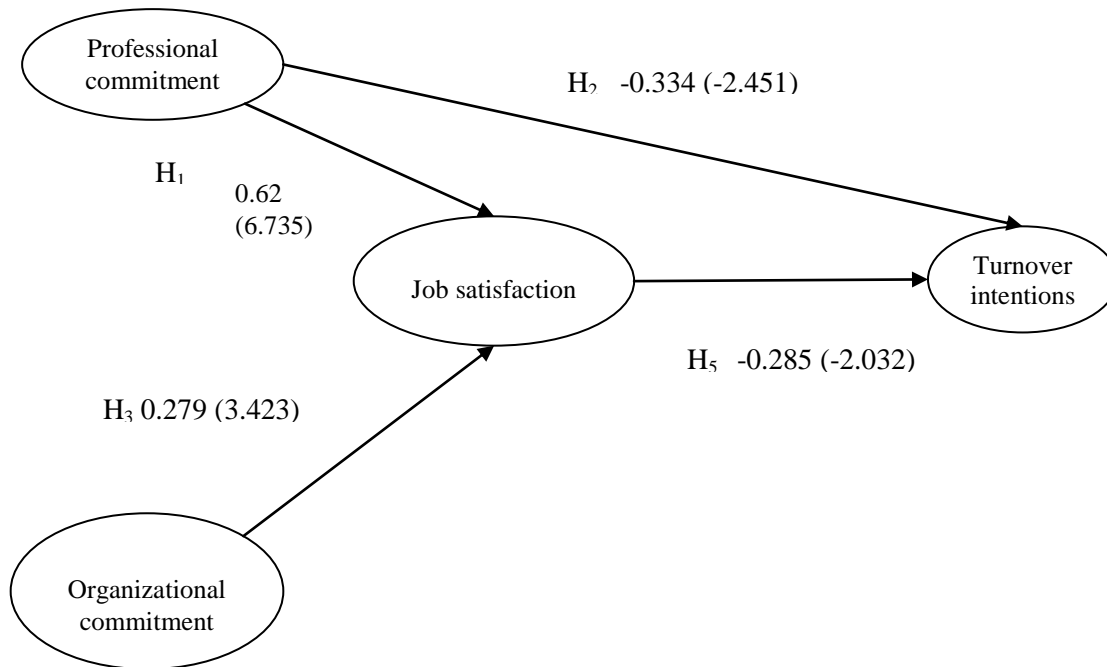 Professional
commitment
H₂ -0.334 (-2.451)
H₁
0.62
(6.735)
Job satisfaction
Turnover
intentions
H₅ -0.285 (-2.032)
H₃ 0.279 (3.423)
Organizational
commitment